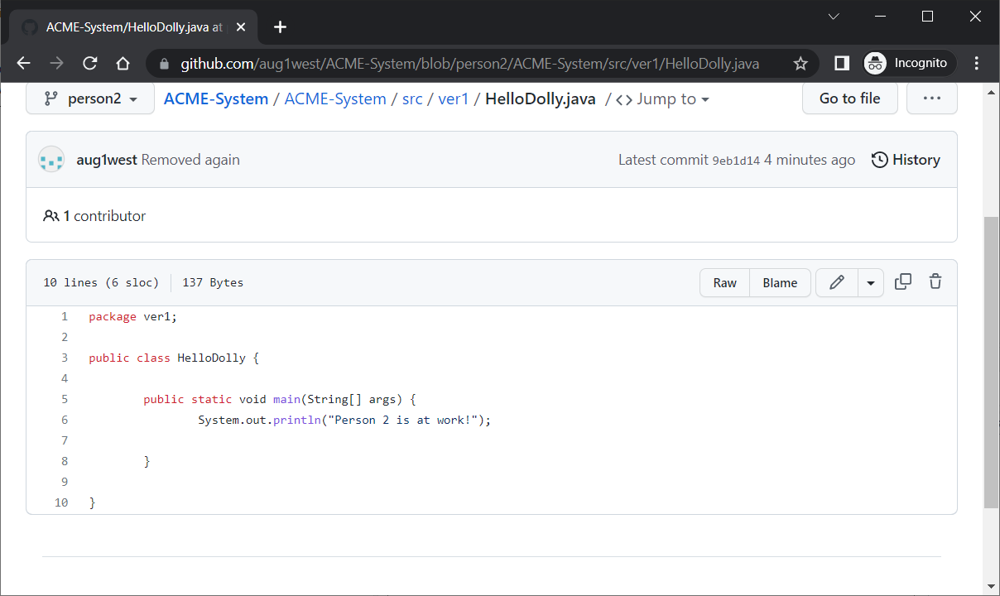 ACME-System/HelloDolly.java at
github.com/aug1west/ACME-System/blob/person2/ACME-System/src/ver1/HelloDolly.java
Incognito
person2
ACME-System / ACME-System / src / ver1 / HelloDolly.java / <> Jump to
Go to file
...
aug1west Removed again
Latest commit 9eb1d14 4 minutes ago
History
1 contributor
10 lines (6 sloc)
137 Bytes
Raw
Blame
1 package ver1;
2
3 public class HelloDolly {
4
5 public static void main(String[] args) {
6 System.out.println("Person 2 is at work!");
7
8 }
9
10 }